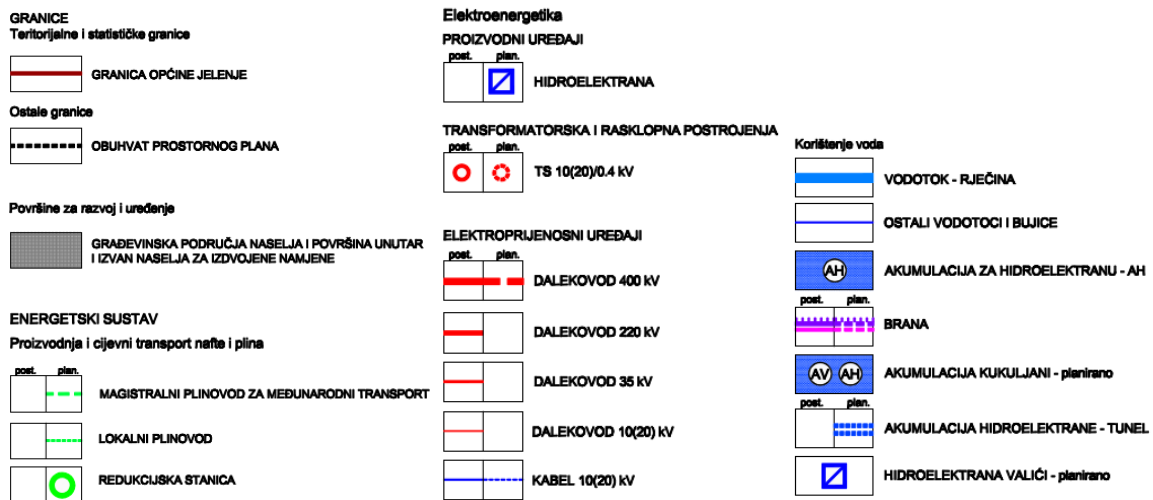 GRANICE
Teritorijalne i statističke granice
GRANICA OPĆINE JELENJE
Ostale granice
OBUHVAT PROSTORNOG PLANA
Površine za razvoj i uređenje
GRAĐEVINSKA PODRUČJA NASELJA I POVRŠINA UNUTAR
I IZVAN NASELJA ZA IZDVOJENE NAMJENE
ENERGETSKI SUSTAV
Proizvodnja i cijevni transport nafte i plina
post. plan.
MAGISTRALNI PLINOVOD ZA MEĐUNARODNI TRANSPORT
LOKALNI PLINOVOD
REDUKCIJSKA STANICA
Elektroenergetika
PROIZVODNI UREĐAJI
post. plan.
HIDROELEKTRANA
TRANSFORMATORSKA I RASKLOPNA POSTROJENJA
post. plan.
TS 10(20)/0.4 kV
ELEKTROPRIJENOSNI UREĐAJI
post. plan.
DALEKOVOD 400 kV
DALEKOVOD 220 kV
DALEKOVOD 35 kV
DALEKOVOD 10(20) kV
KABEL 10(20) kV
Korištenje voda
VODOTOK - RJEČINA
OSTALI VODOTOCI I BUJICE
AH
AKUMULACIJA ZA HIDROELEKTRANU - AH
post. plan.
BRANA
AV AH
AKUMULACIJA KUKULJANI - planirano
post. plan.
AKUMULACIJA HIDROELEKTRANE - TUNEL
HIDROELEKTRANA VALIĆI - planirano